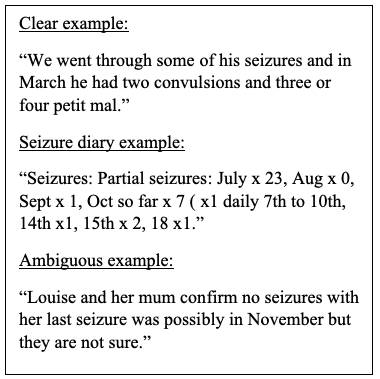 Clear example:
“We went through some of his seizures and in
March he had two convulsions and three or
four petit mal.”
Seizure diary example:
“Seizures: Partial seizures: July x 23, Aug x 0,
Sept x 1, Oct so far x 7 ( x1 daily 7th to 10th,
14th x1, 15th x 2, 18 x1.”
Ambiguous example:
“Louise and her mum confirm no seizures with
her last seizure was possibly in November but
they are not sure.”